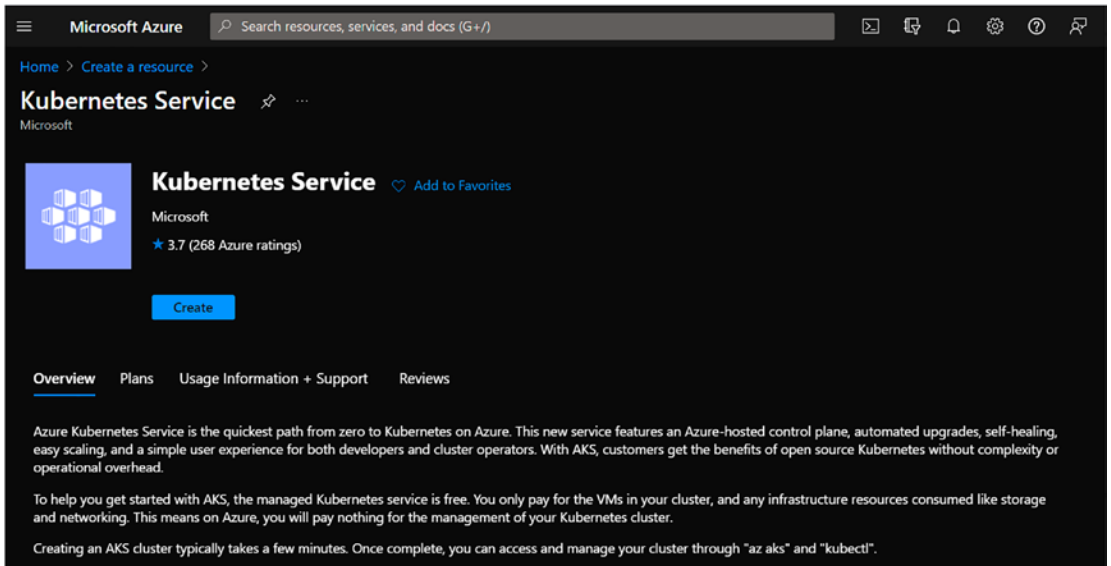 Microsoft Azure
Search resources, services, and docs (G+/)
Home > Create a resource >
Kubernetes Service
Microsoft
Kubernetes Service
Add to Favorites
Microsoft
3.7 (268 Azure ratings)
Create
Overview Plans Usage Information + Support Reviews
Azure Kubernetes Service is the quickest path from zero to Kubernetes on Azure. This new service features an Azure-hosted control plane, automated upgrades, self-healing,
easy scaling, and a simple user experience for both developers and cluster operators. With AKS, customers get the benefits of open source Kubernetes without complexity or
operational overhead.
To help you get started with AKS, the managed Kubernetes service is free. You only pay for the VMs in your cluster, and any infrastructure resources consumed like storage
and networking. This means on Azure, you will pay nothing for the management of your Kubernetes cluster.
Creating an AKS cluster typically takes a few minutes. Once complete, you can access and manage your cluster through "az aks" and "kubectl".